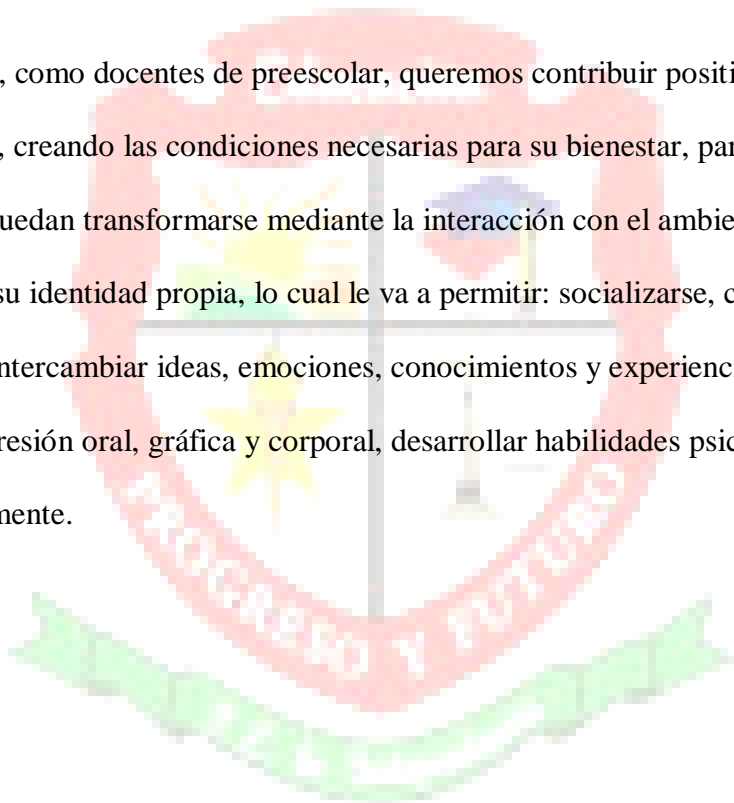 , como docentes de preescolar, queremos contribuir positi
, creando las condiciones necesarias para su bienestar, par
uedan transformarse mediante la interacción con el ambie
su identidad propia, lo cual le va a permitir: socializarse, c
ntercambiar ideas, emociones, conocimientos y experienc
resión oral, gráfica y corporal, desarrollar habilidades psic
mente.
PROGRESO Y FUTURO